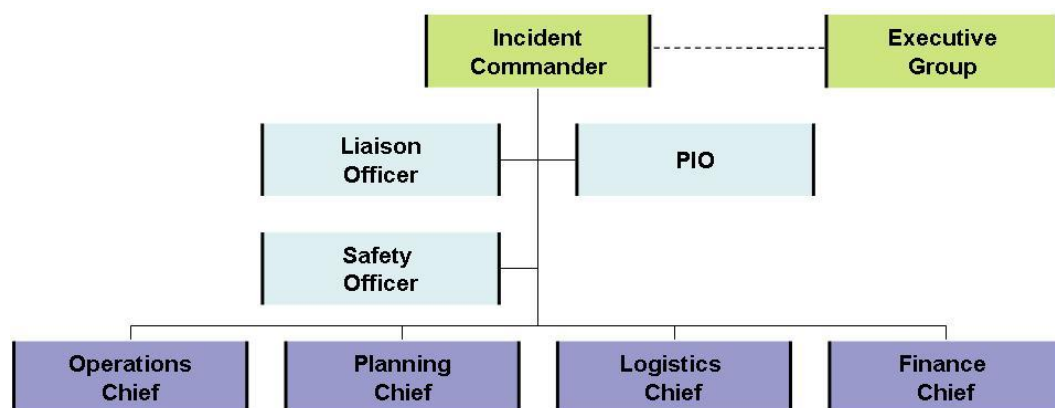 Incident
Commander
Executive
Group
Liaison
Officer
PIO
Safety
Officer
Operations
Chief
Planning
Chief
Logistics
Chief
Finance
Chief